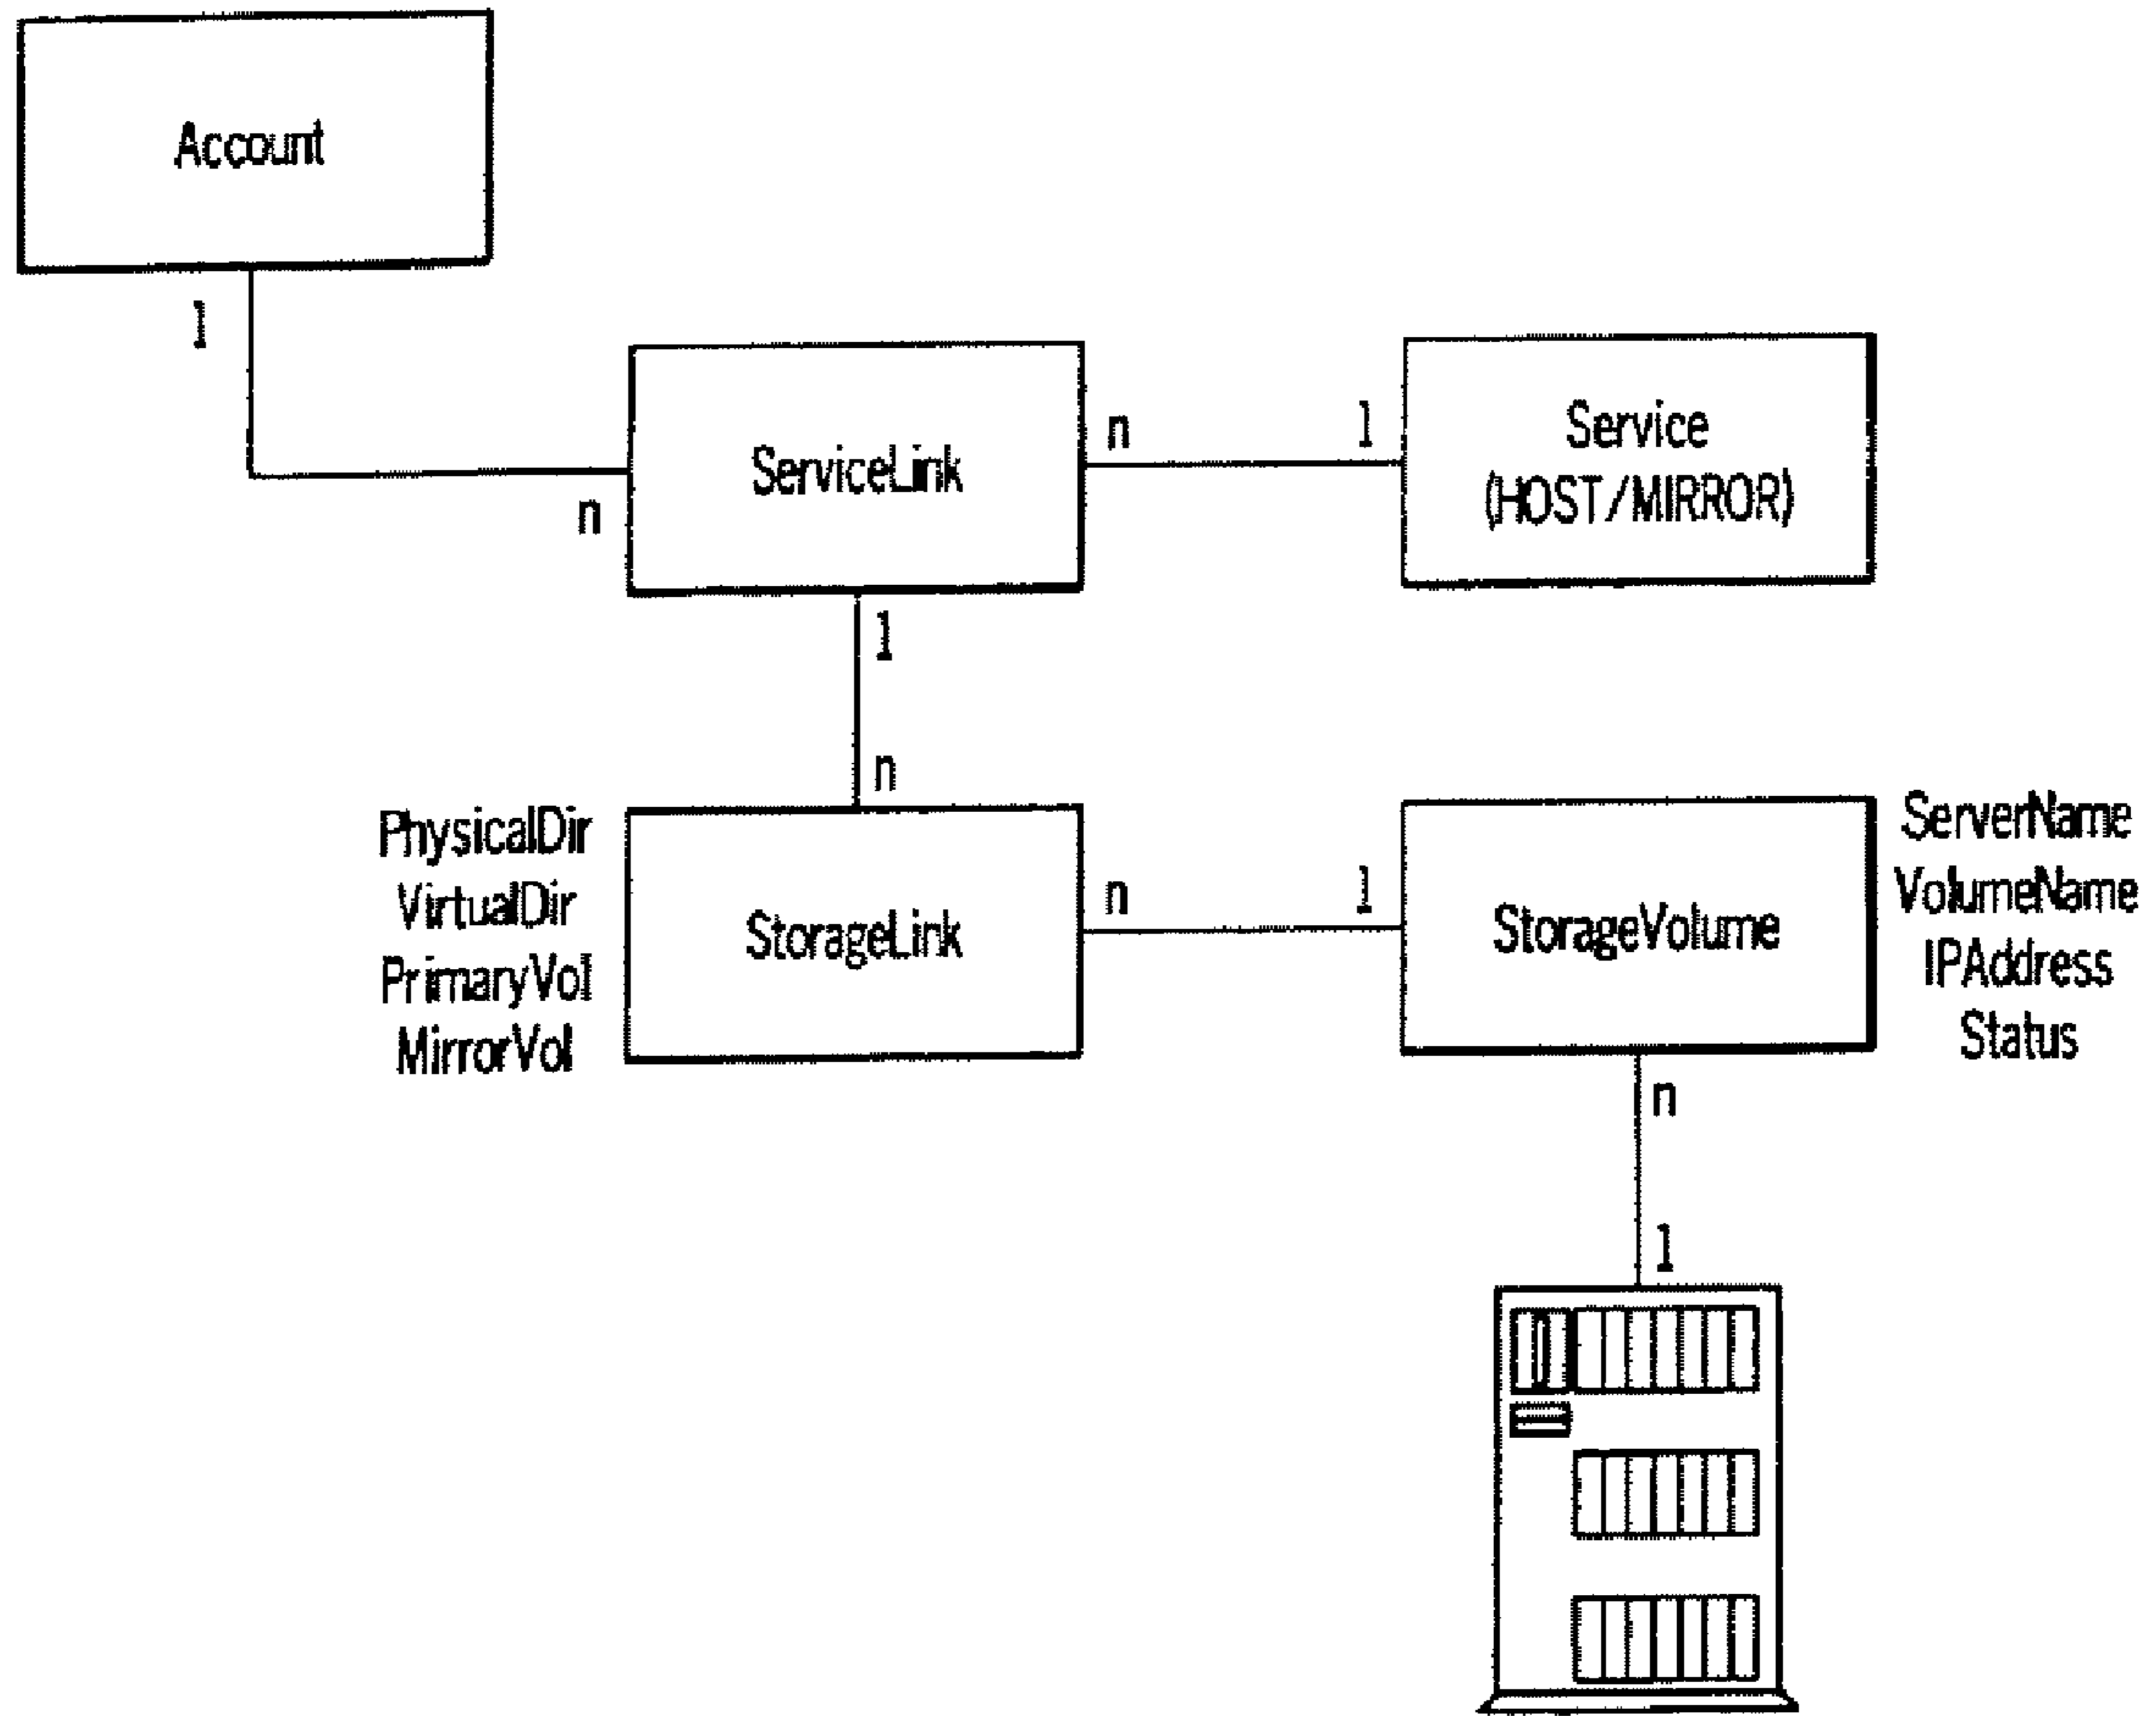 Account
1
n
ServiceLink
n
1
Service
(HOST/MIRROR)
1
n
PhysicalDir
VirtualDir
PrimaryVol
MirrorVol
StorageLink
n
1
StorageVolume
ServerName
VolumeName
IPAddress
Status
n
1